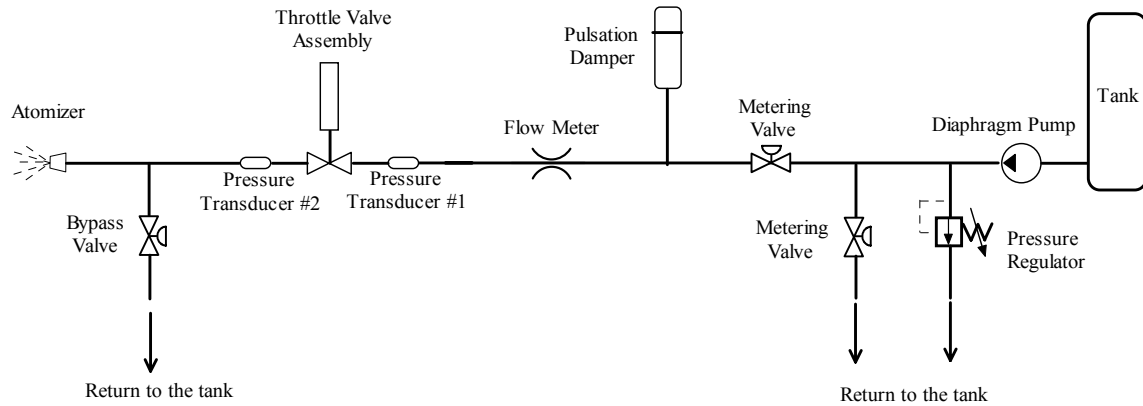 Throttle Valve
Assembly
Pulsation
Damper
Tank
Atomizer
Flow Meter
Metering
Valve
Diaphragm Pump
Pressure
Transducer #2
Pressure
Transducer #1
Bypass
Valve
Metering
Valve
Pressure
Regulator
Return to the tank
Return to the tank